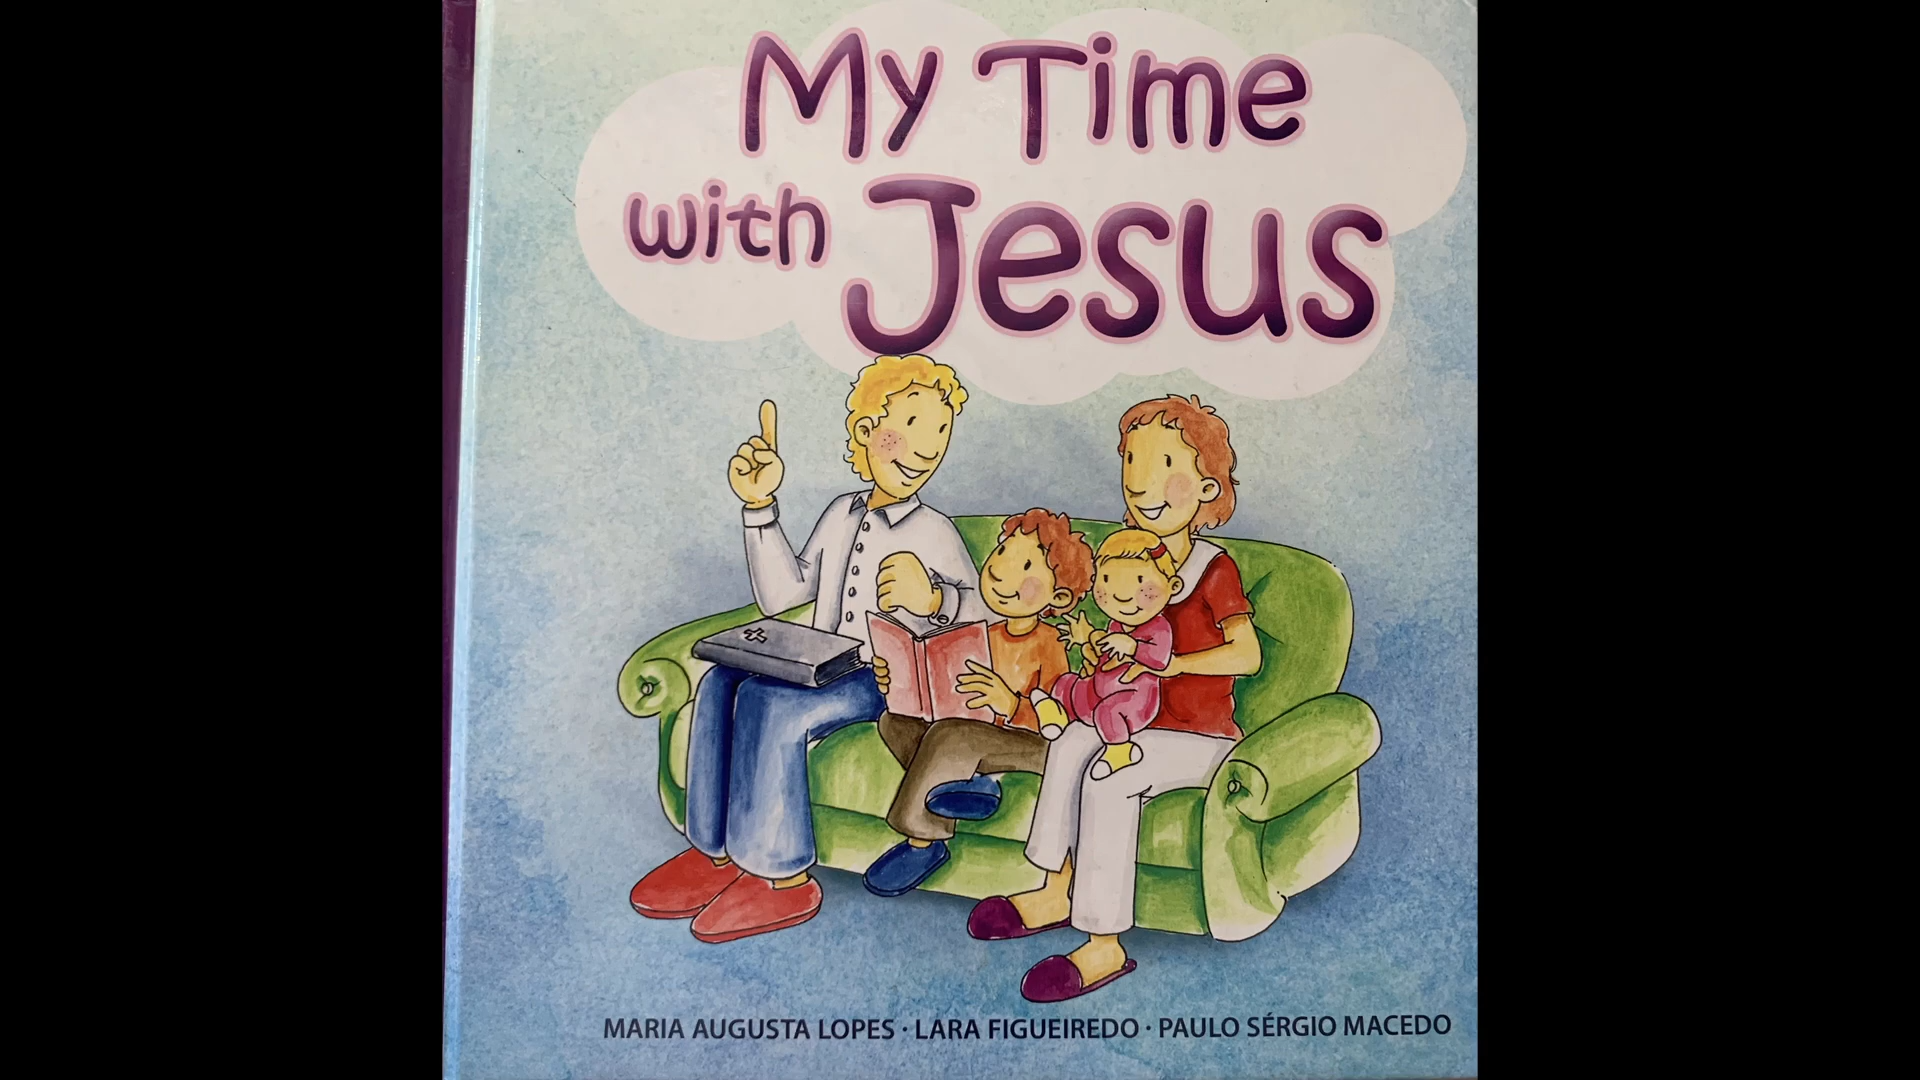 My Time
with Jesus
MARIA AUGUSTA LOPES · LARA FIGUEIREDO · PAULO SÉRGIO MACEDO